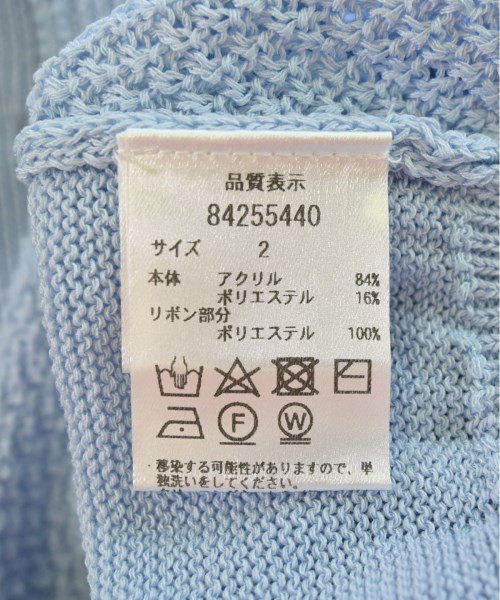 品質表示
84255440
サイズ 2
本体 アクリル 84%
ポリエステル 16%
リボン部分
ポリエステル 100%
F W
・移染する可能性がありますので、単
独洗いをしてください。